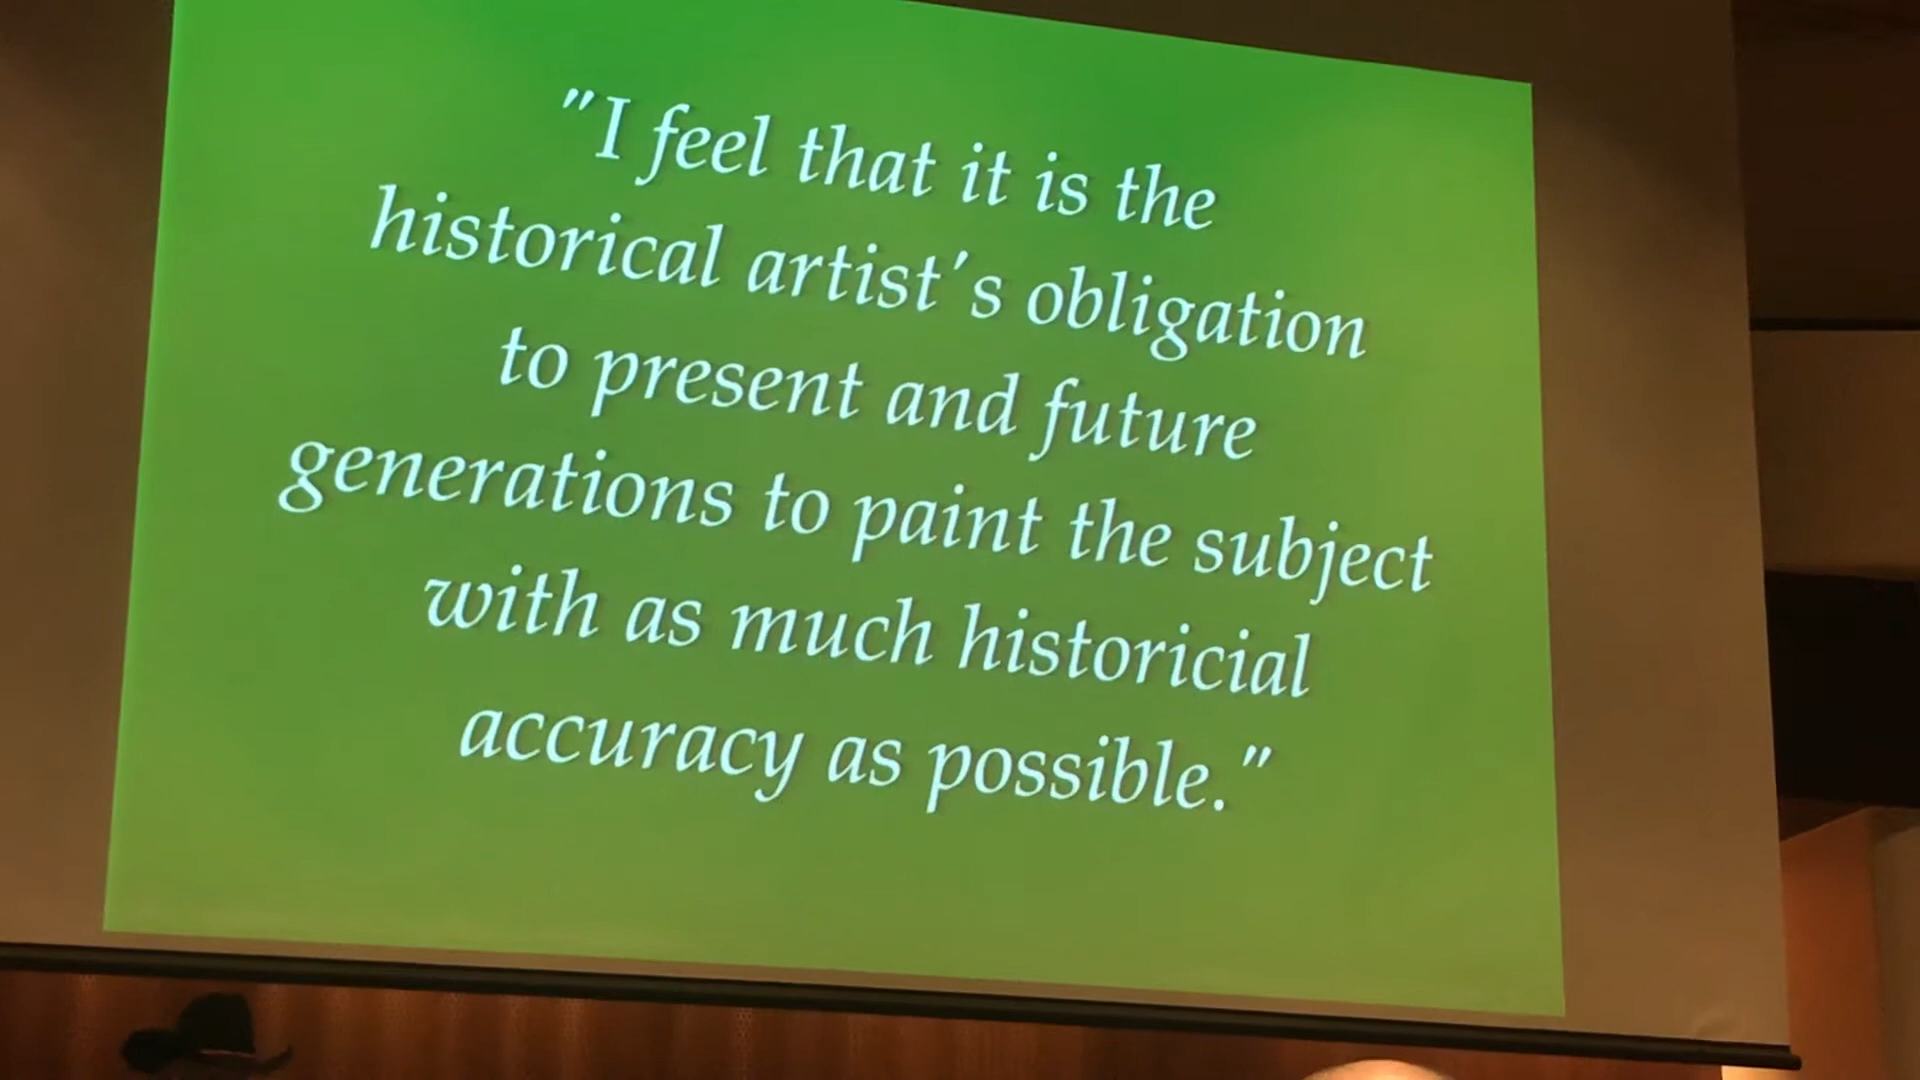 "I feel that it is the
historical artist's obligation
to present and future
generations to paint the subject
with as much historicial
accuracy as possible."